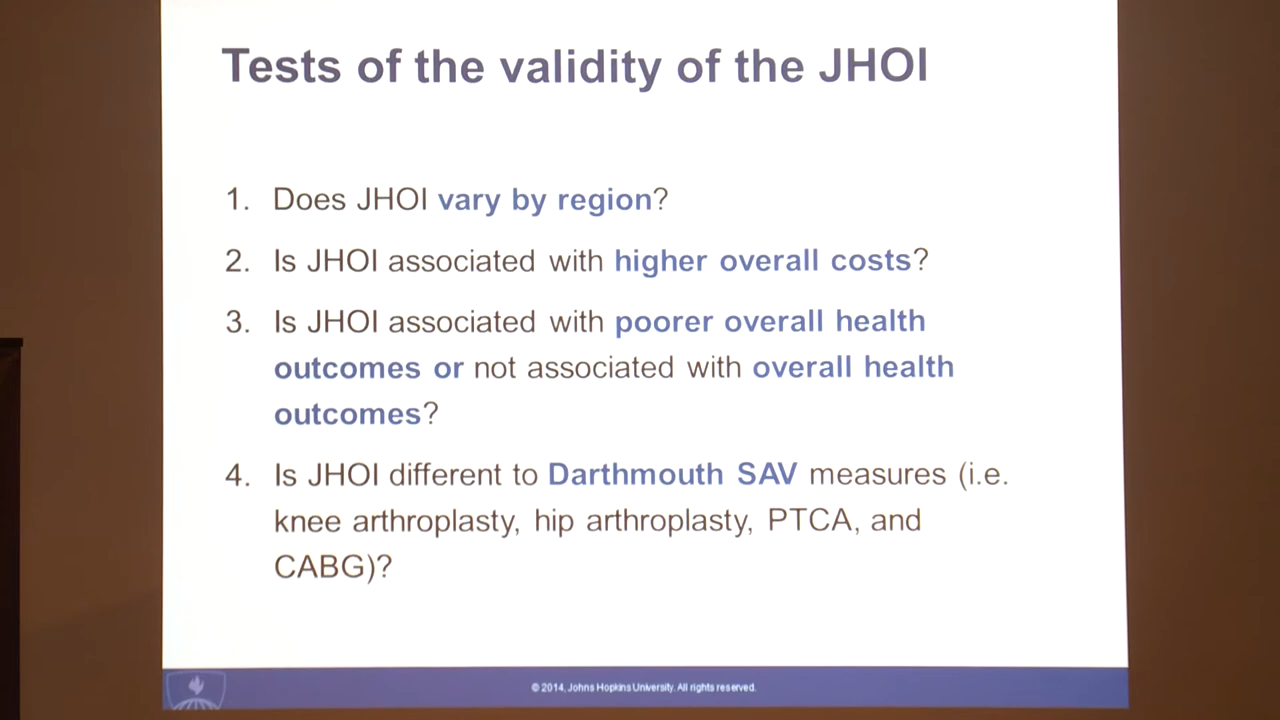 Tests of the validity of the JHOI
1. Does JHOI vary by region?
2. Is JHOI associated with higher overall costs?
3. Is JHOI associated with poorer overall health
outcomes or not associated with overall health
outcomes?
4. Is JHOI different to Darthmouth SAV measures (i.e.
knee arthroplasty, hip arthroplasty, PTCA, and
CABG)?
© 2014, Johns Hopkins University. All rights reserved.